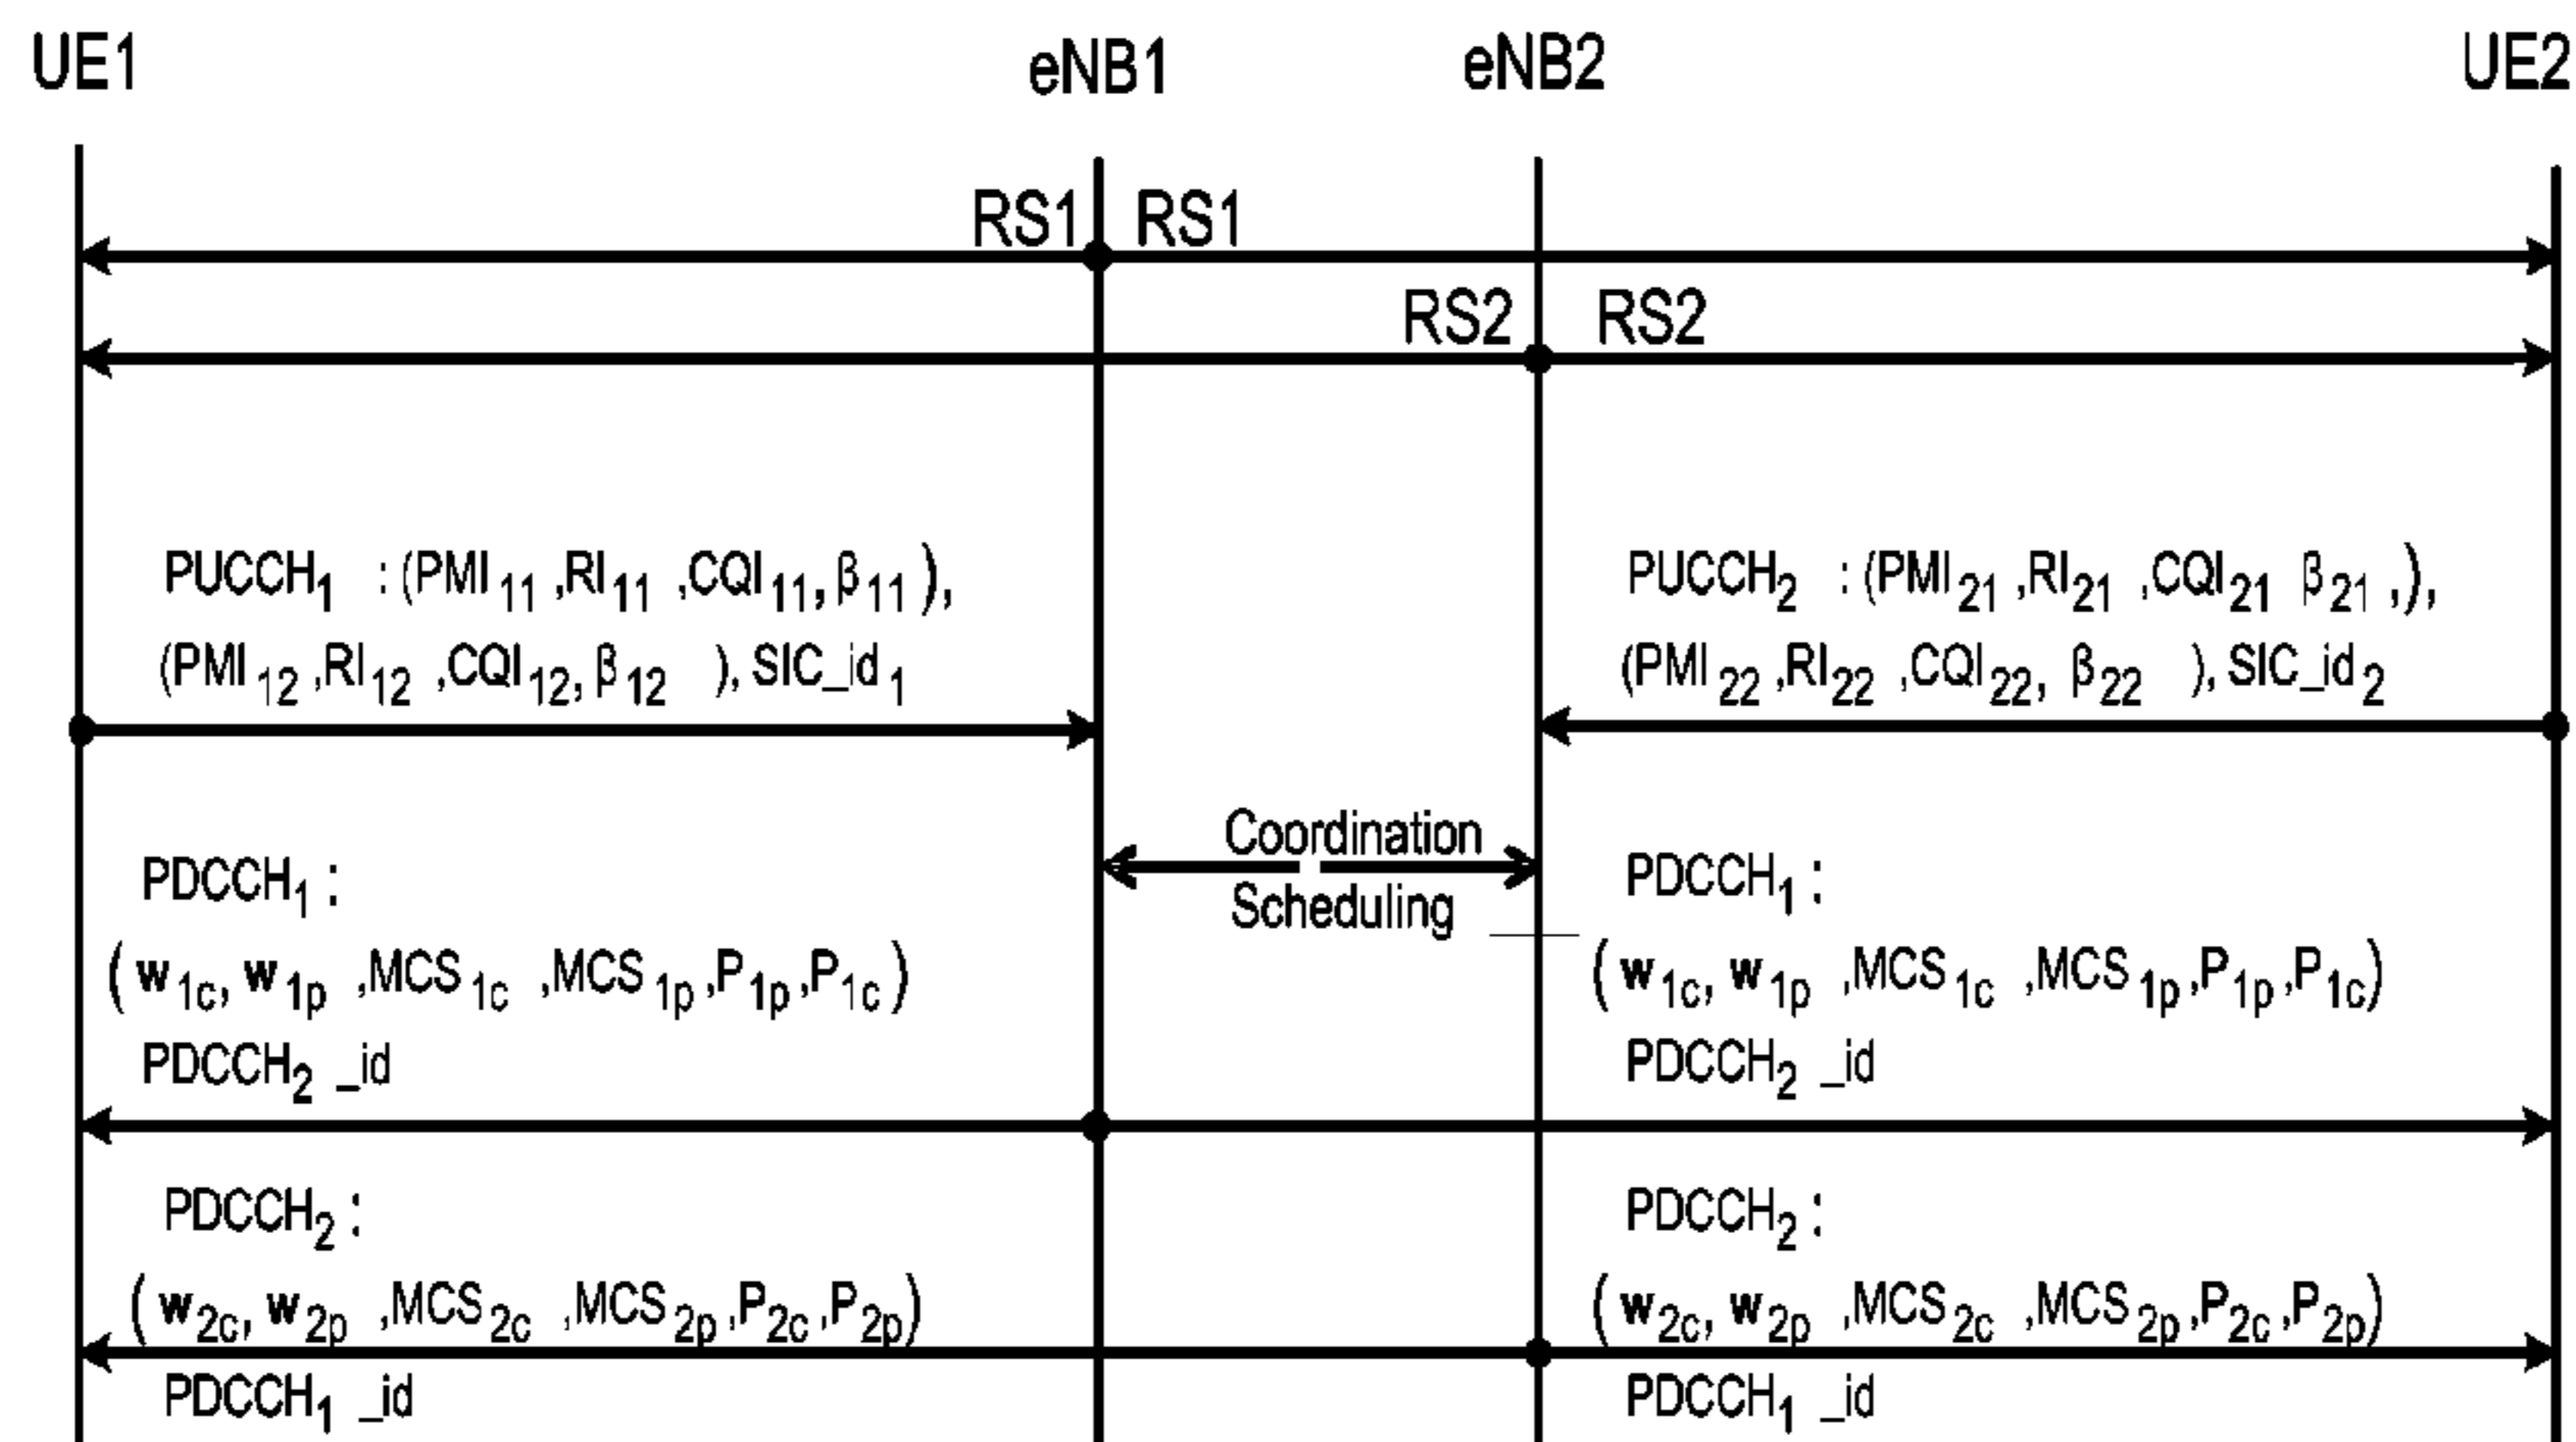 UE1 eNB1 eNB2 UE2
RS1 RS1
RS2 RS2
PUCCH₁ : (PMI₁₁ ,RI₁₁ ,CQI₁₁, β₁₁ ),
(PMI₁₂ ,RI₁₂ ,CQI₁₂, β₁₂ ), SIC_id₁
PUCCH₂ : (PMI₂₁ ,RI₂₁ ,CQI₂₁ β₂₁ ,),
(PMI₂₂ ,RI₂₂ ,CQI₂₂, β₂₂ ), SIC_id₂
Coordination
Scheduling
PDCCH₁ :
(w₁c, w₁p ,MCS₁c ,MCS₁p ,P₁p ,P₁c)
PDCCH₂ _id
PDCCH₁ :
(w₁c, w₁p ,MCS₁c ,MCS₁p ,P₁p ,P₁c)
PDCCH₂ _id
PDCCH₂ :
(w₂c, w₂p ,MCS₂c ,MCS₂p ,P₂c ,P₂p)
PDCCH₁ _id
PDCCH₂ :
(w₂c, w₂p ,MCS₂c ,MCS₂p ,P₂c ,P₂p)
PDCCH₁ _id